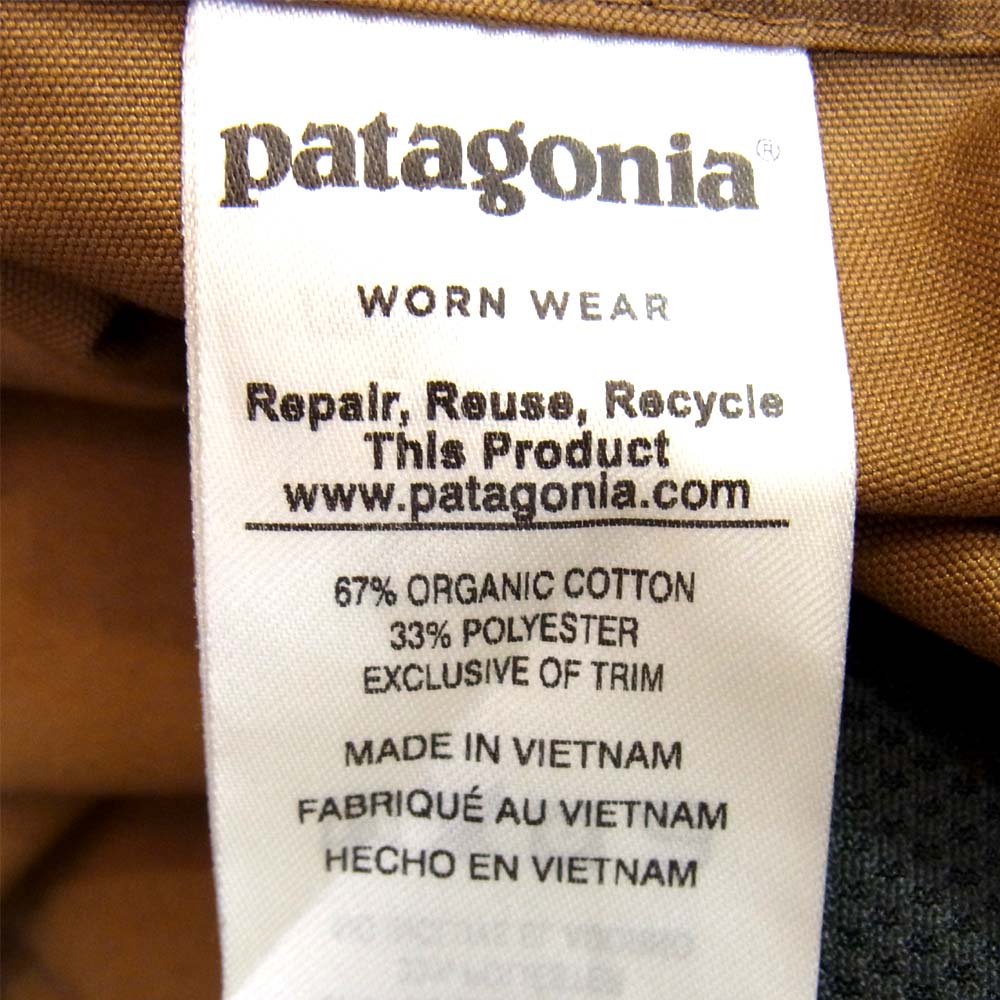 patagonia®
WORN WEAR
Repair, Reuse, Recycle
This Product
www.patagonia.com
67% ORGANIC COTTON
33% POLYESTER
EXCLUSIVE OF TRIM
MADE IN VIETNAM
FABRIQUÉ AU VIETNAM
HECHO EN VIETNAM